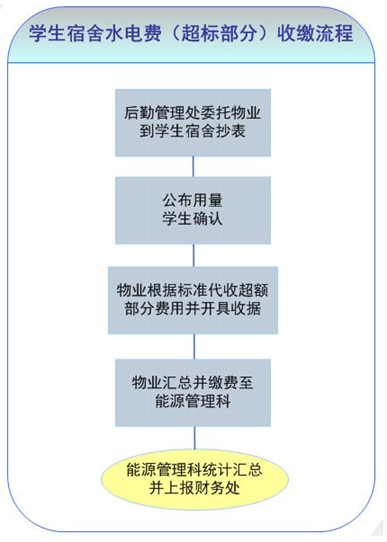 学生宿舍水电费（超标部分）收缴流程
后勤管理处委托物业
到学生宿舍抄表
公布用量
学生确认
物业根据标准代收超额
部分费用并开具收据
物业汇总并缴费至
能源管理科
能源管理科统计汇总
并上报财务处